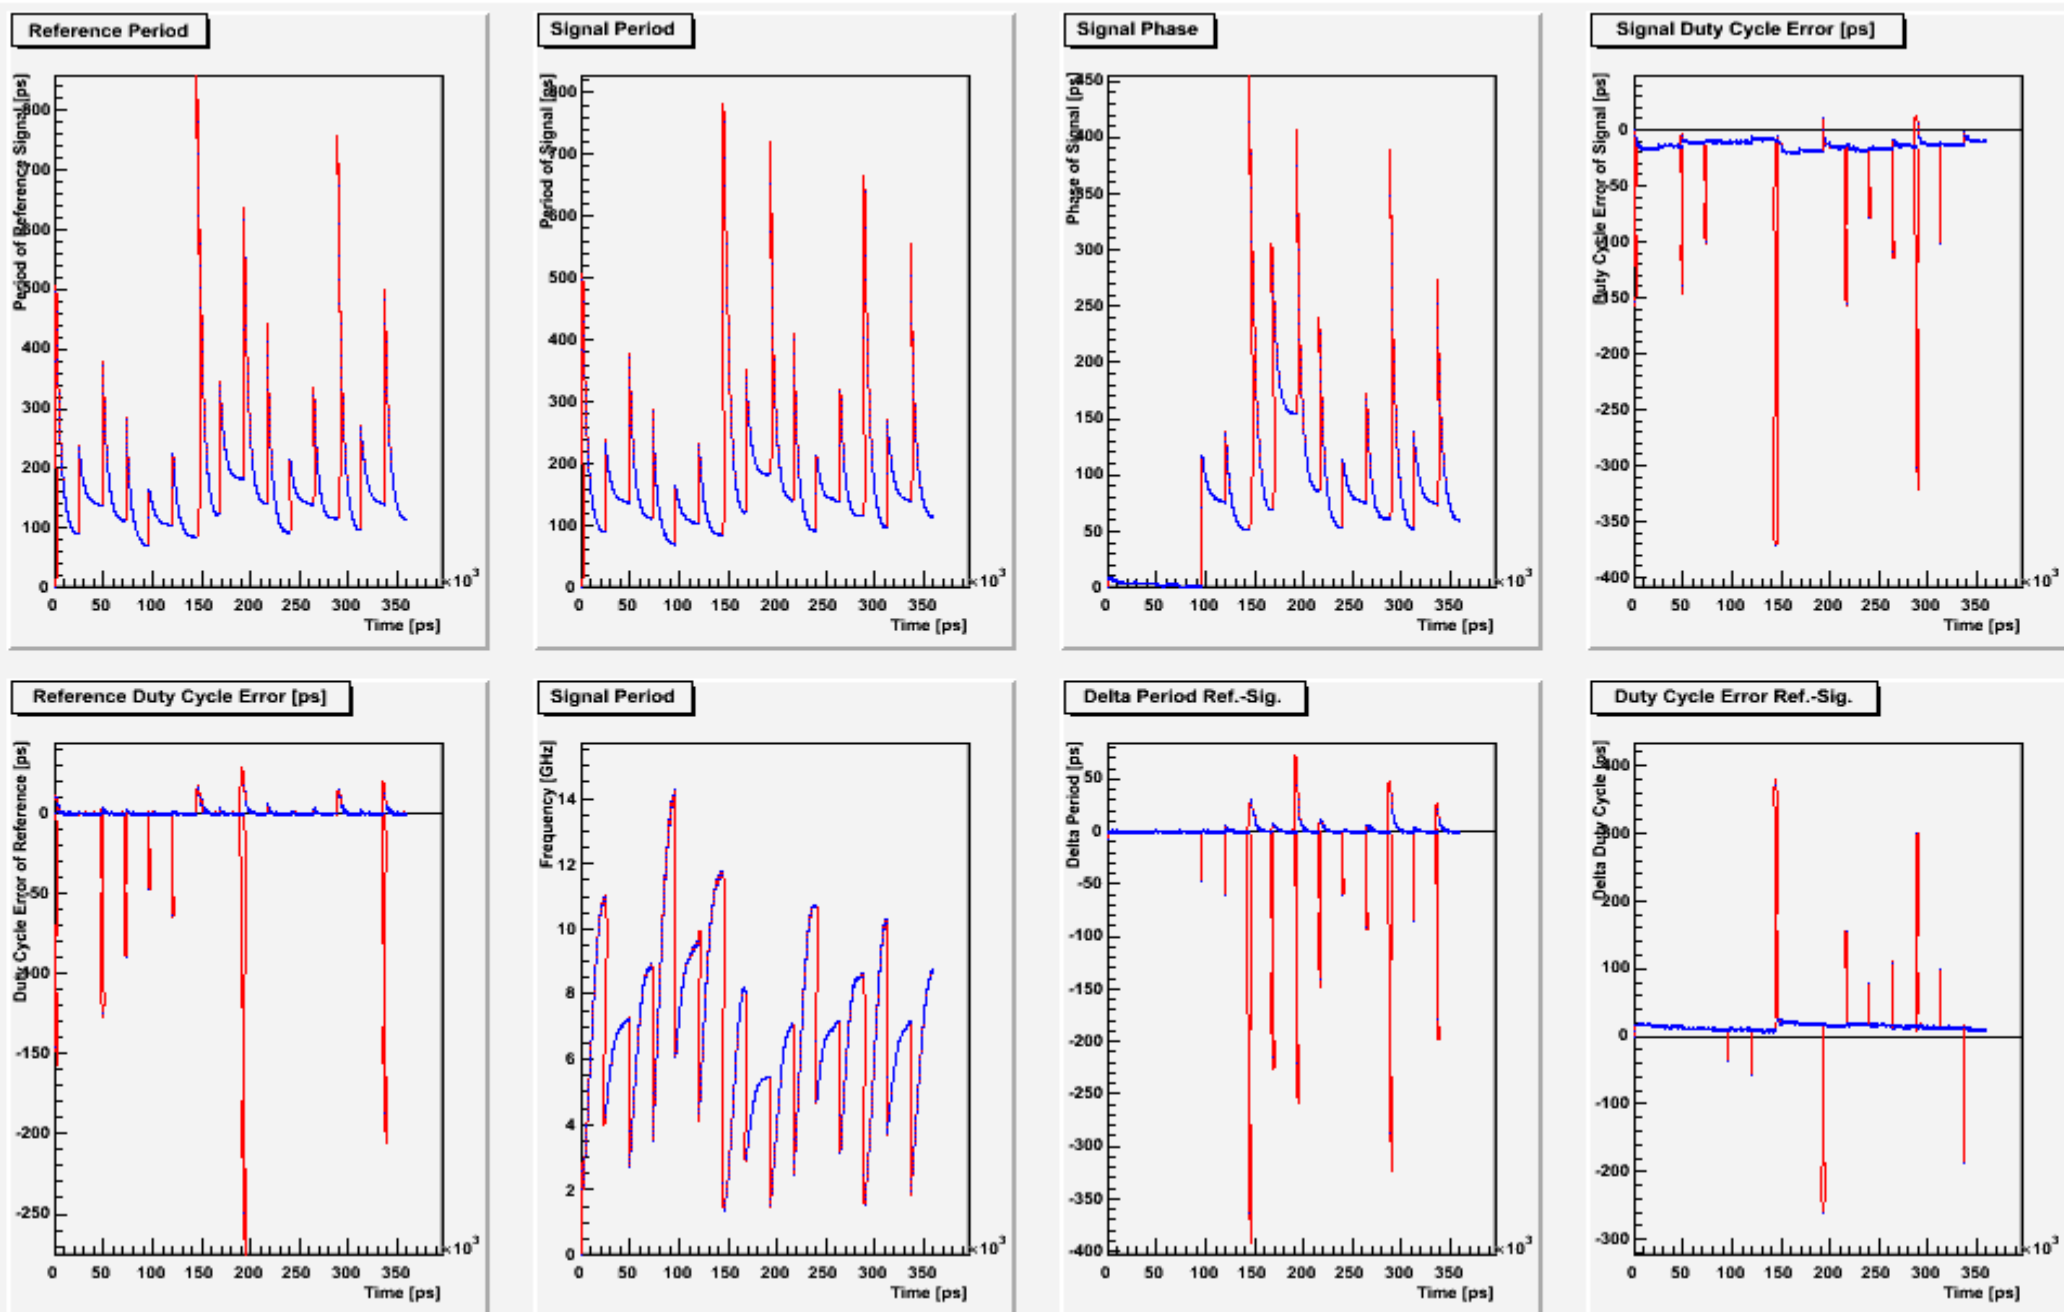 Reference Period
Period of Reference Signal [ps]
800
700
600
500
400
300
200
100
0
0 50 100 150 200 250 300 350
×10³
Time [ps]
Signal Period
Period of Signal [ps]
800
700
600
500
400
300
200
100
0
0 50 100 150 200 250 300 350
×10³
Time [ps]
Signal Phase
Phase of Signal [ps]
450
400
350
300
250
200
150
100
50
0
0 50 100 150 200 250 300 350
×10³
Time [ps]
Signal Duty Cycle Error [ps]
Duty Cycle Error of Signal [ps]
0
-50
-100
-150
-200
-250
-300
-350
-400
0 50 100 150 200 250 300 350
×10³
Time [ps]
Reference Duty Cycle Error [ps]
Duty Cycle Error of Reference [ps]
0
-50
-100
-150
-200
-250
0 50 100 150 200 250 300 350
×10³
Time [ps]
Signal Period
Frequency [GHz]
14
12
10
8
6
4
2
0
0 50 100 150 200 250 300 350
×10³
Time [ps]
Delta Period Ref.-Sig.
Delta Period [ps]
50
0
-50
-100
-150
-200
-250
-300
-350
-400
0 50 100 150 200 250 300 350
×10³
Time [ps]
Duty Cycle Error Ref.-Sig.
Delta Duty Cycle [ps]
400
300
200
100
0
-100
-200
-300
0 50 100 150 200 250 300 350
×10³
Time [ps]